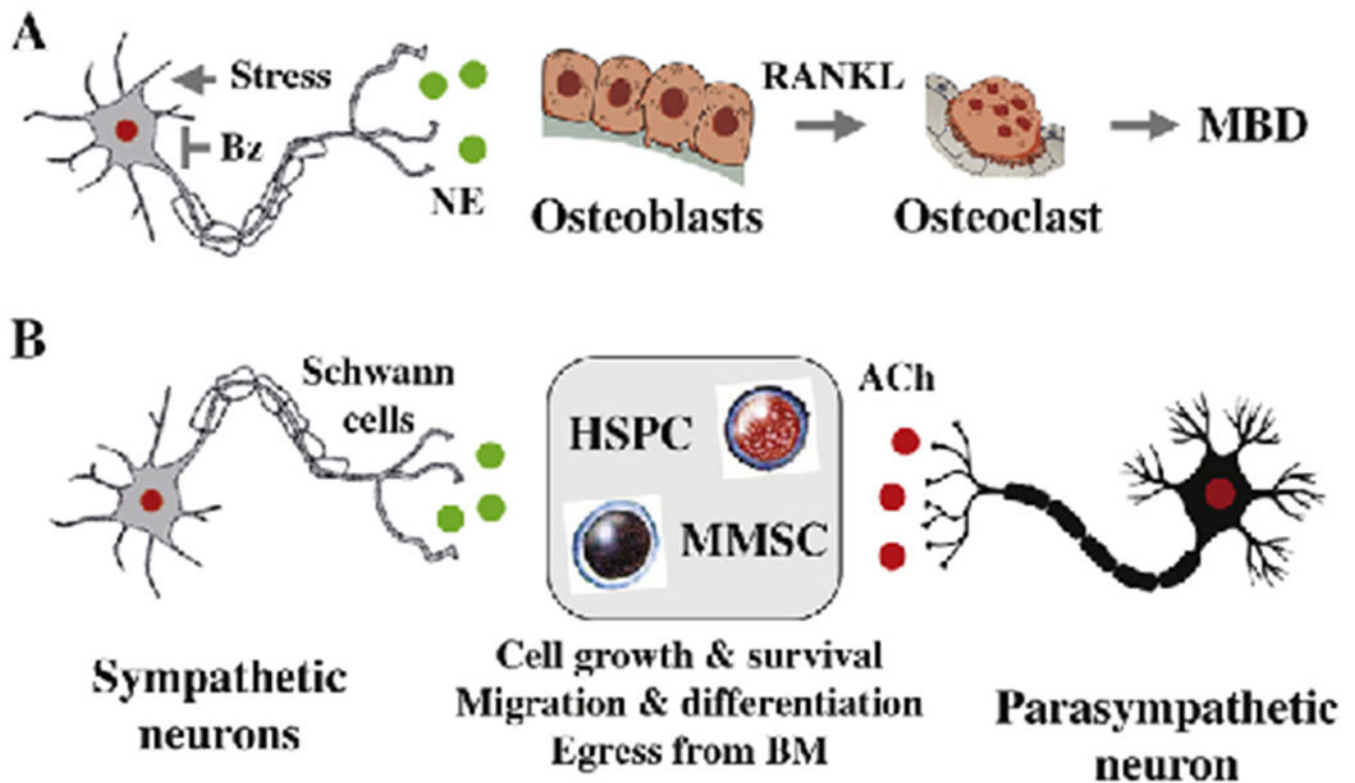 A
Stress
Bz
NE
RANKL
MBD
Osteoblasts
Osteoclast
B
Schwann
cells
HSPC
MMSC
ACh
Sympathetic
neurons
Cell growth & survival
Migration & differentiation
Egress from BM
Parasympathetic
neuron